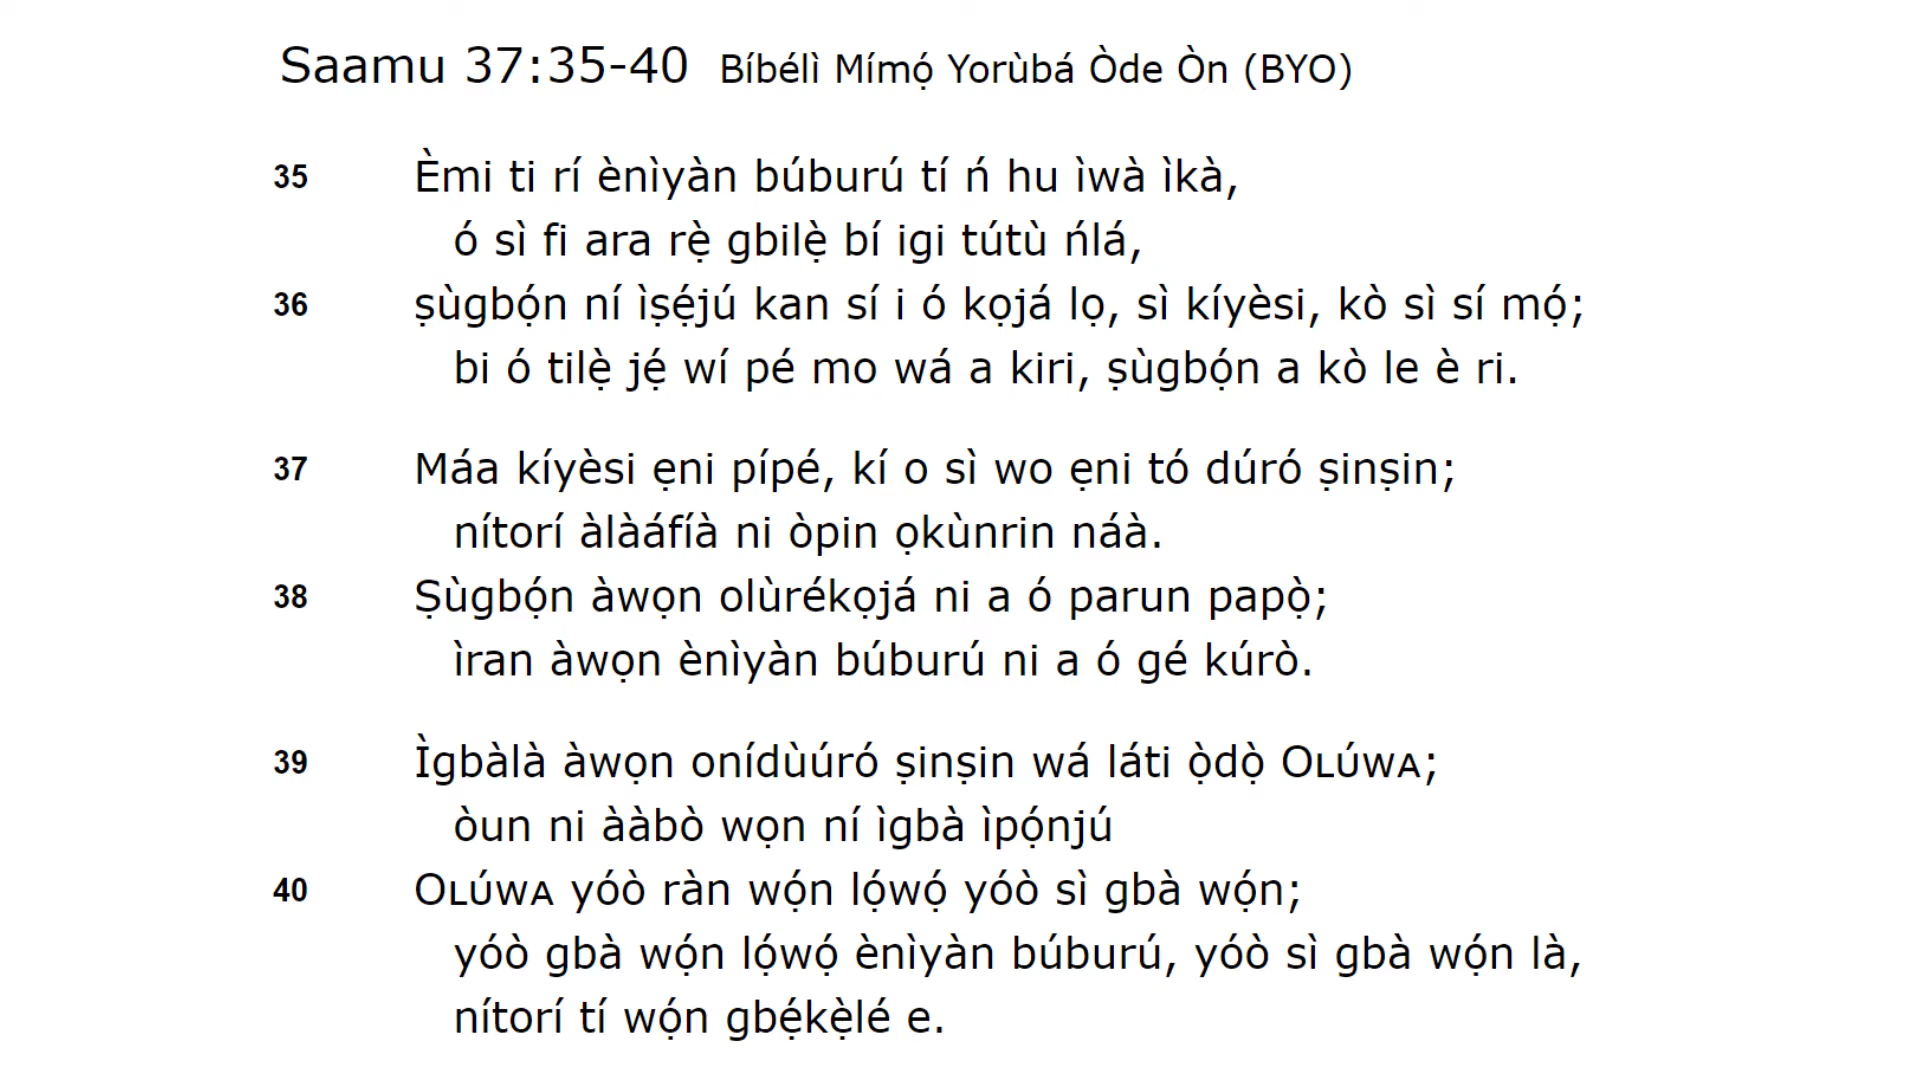 Saamu 37:35-40 Bíbélì Mímọ́ Yorùbá Òde Òn (BYO)
35 Èmi ti rí ènìyàn búburú tí ń hu ìwà ìkà,
ó sì fi ara rẹ̀ gbilẹ̀ bí igi tútù ńlá,
36 ṣùgbọ́n ní ìṣẹ́jú kan sí i ó kọjá lọ, sì kíyèsi, kò sì sí mọ́;
bi ó tilẹ̀ jẹ́ wí pé mo wá a kiri, ṣùgbọ́n a kò le è ri.
37 Máa kíyèsi ẹni pípé, kí o sì wo ẹni tó dúró ṣinṣin;
nítorí àlàáfíà ni òpin ọkùnrin náà.
38 Ṣùgbọ́n àwọn olùrékọjá ni a ó parun papọ̀;
ìran àwọn ènìyàn búburú ni a ó gé kúrò.
39 Ìgbàlà àwọn onídùúró ṣinṣin wá láti ọ̀dọ̀ Olúwa;
òun ni ààbò wọn ní ìgbà ìpọ́njú
40 Olúwa yóò ràn wọ́n lọ́wọ́ yóò sì gbà wọ́n;
yóò gbà wọ́n lọ́wọ́ ènìyàn búburú, yóò sì gbà wọ́n là,
nítorí tí wọ́n gbẹ́kẹ̀lé e.